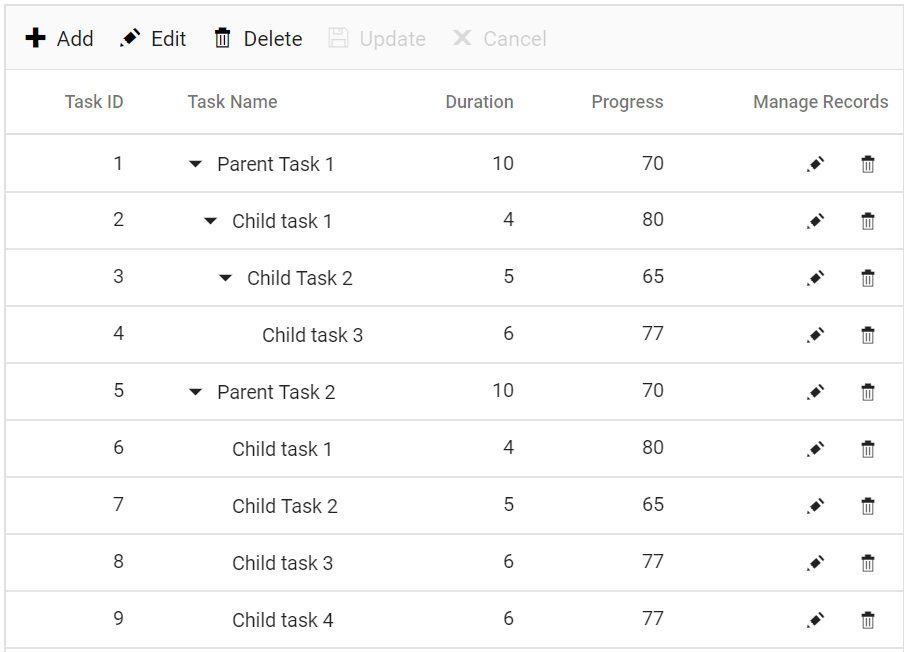 Add Edit Delete Update Cancel
Task ID Task Name Duration Progress Manage Records
1 Parent Task 1 10 70
2 Child task 1 4 80
3 Child Task 2 5 65
4 Child task 3 6 77
5 Parent Task 2 10 70
6 Child task 1 4 80
7 Child Task 2 5 65
8 Child task 3 6 77
9 Child task 4 6 77